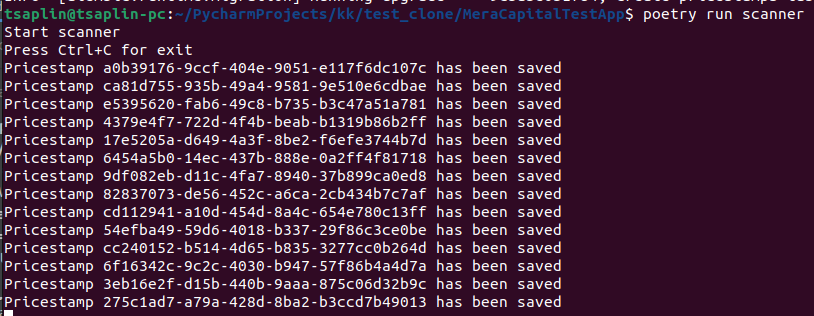 tsaplin@tsaplin-pc:~/PycharmProjects/kk/test_clone/MeraCapitalTestApp$ poetry run scanner
Start scanner
Press Ctrl+C for exit
Pricestamp a0b39176-9ccf-404e-9051-e117f6dc107c has been saved
Pricestamp ca81d755-935b-49a4-9581-9e510e6cdbae has been saved
Pricestamp e5395620-fab6-49c8-b735-b3c47a51a781 has been saved
Pricestamp 4379e4f7-722d-4f4b-beab-b1319b86b2ff has been saved
Pricestamp 17e5205a-d649-4a3f-8be2-f6efe3744b7d has been saved
Pricestamp 6454a5b0-14ec-437b-888e-0a2ff4f81718 has been saved
Pricestamp 9df082eb-d11c-4fa7-8940-37b899ca0ed8 has been saved
Pricestamp 82837073-de56-452c-a6ca-2cb434b7c7af has been saved
Pricestamp cd112941-a10d-454d-8a4c-654e780c13ff has been saved
Pricestamp 54efba49-59d6-4018-b337-29f86c3ce0be has been saved
Pricestamp cc240152-b514-4d65-b835-3277cc0b264d has been saved
Pricestamp 6f16342c-9c2c-4030-b947-57f86b4a4d7a has been saved
Pricestamp 3eb16e2f-d15b-440b-9aaa-875c06d32b9c has been saved
Pricestamp 275c1ad7-a79a-428d-8ba2-b3ccd7b49013 has been saved